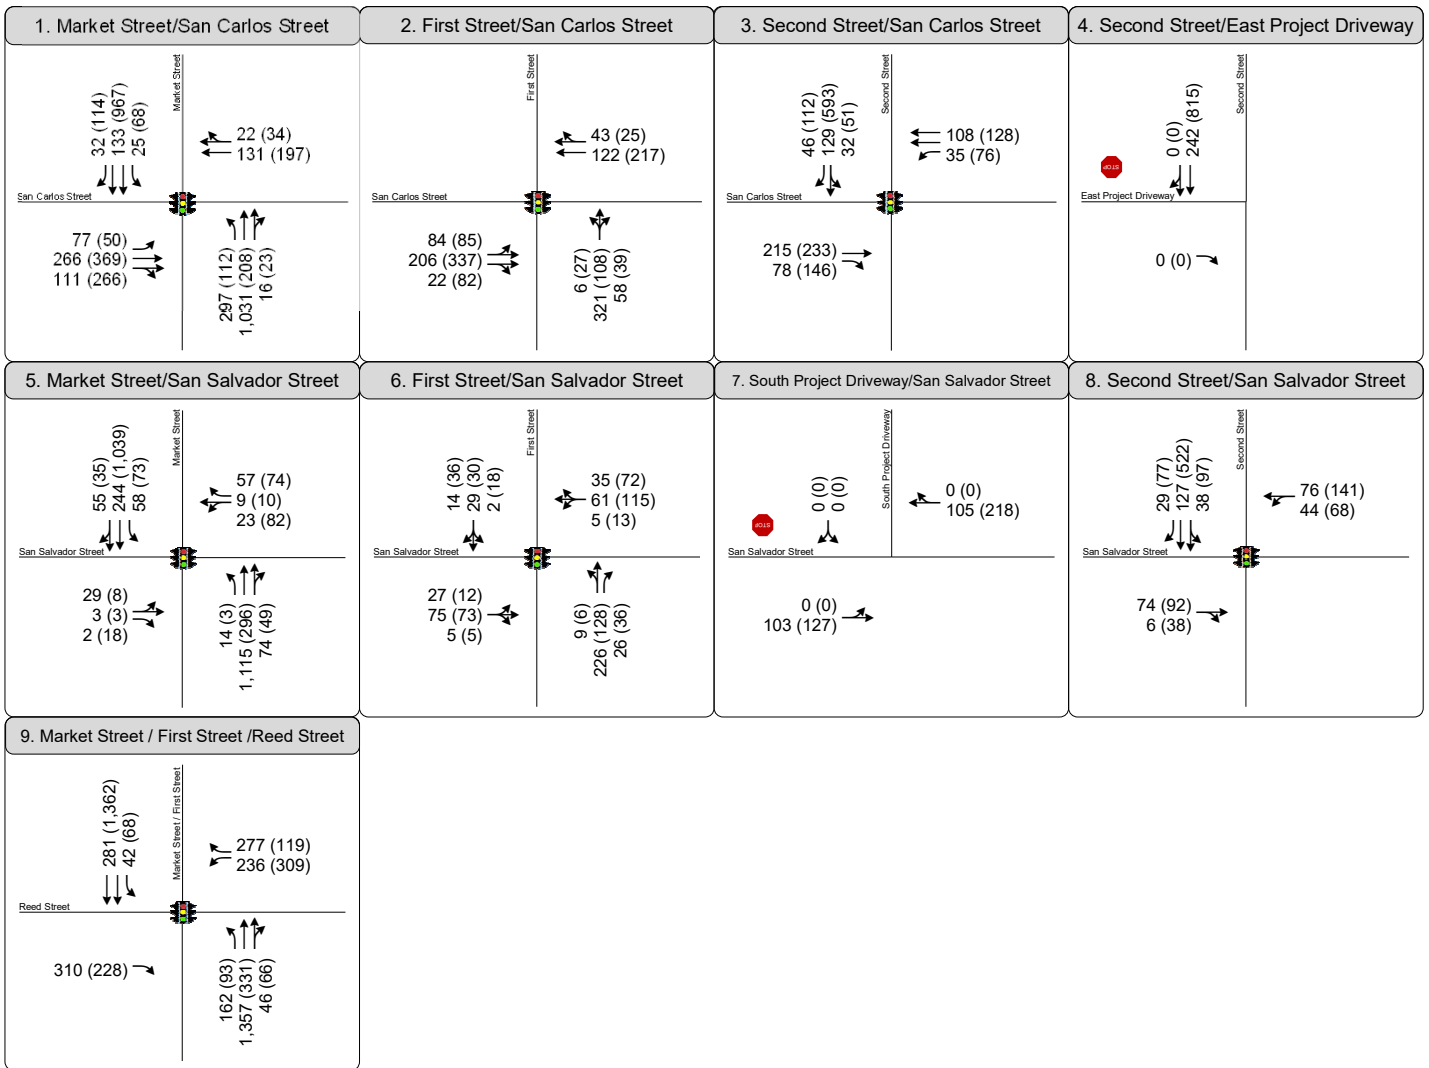 1. Market Street/San Carlos Street
32 (114)
133 (967)
25 (68)
Market Street
22 (34)
131 (197)
San Carlos Street
77 (50)
266 (369)
111 (266)
297 (112)
1,031 (208)
16 (23)
2. First Street/San Carlos Street
First Street
43 (25)
122 (217)
San Carlos Street
84 (85)
206 (337)
22 (82)
6 (27)
321 (108)
58 (39)
3. Second Street/San Carlos Street
46 (112)
129 (593)
32 (51)
Second Street
108 (128)
35 (76)
San Carlos Street
215 (233)
78 (146)
4. Second Street/East Project Driveway
0 (0)
242 (815)
Second Street
STOP
East Project Driveway
0 (0)
5. Market Street/San Salvador Street
55 (35)
244 (1,039)
58 (73)
Market Street
57 (74)
9 (10)
23 (82)
San Salvador Street
29 (8)
3 (3)
2 (18)
14 (3)
1,115 (296)
74 (49)
6. First Street/San Salvador Street
14 (36)
29 (30)
2 (18)
First Street
35 (72)
61 (115)
5 (13)
San Salvador Street
27 (12)
75 (73)
5 (5)
9 (6)
226 (128)
26 (36)
7. South Project Driveway/San Salvador Street
0 (0)
0 (0)
South Project Driveway
0 (0)
105 (218)
STOP
San Salvador Street
0 (0)
103 (127)
8. Second Street/San Salvador Street
29 (77)
127 (522)
38 (97)
Second Street
76 (141)
44 (68)
San Salvador Street
74 (92)
6 (38)
9. Market Street / First Street /Reed Street
281 (1,362)
42 (68)
Market Street / First Street
277 (119)
236 (309)
Reed Street
310 (228)
162 (93)
1,357 (331)
46 (66)